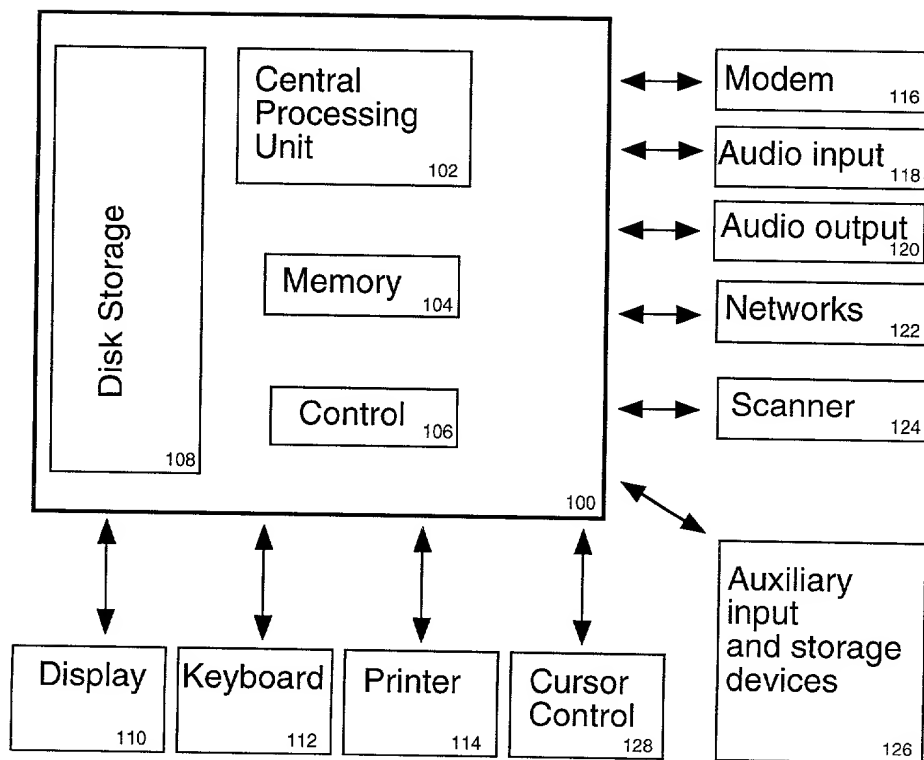 Disk Storage
108
Central
Processing
Unit
102
Memory
104
Control
106
100
Modem
116
Audio input
118
Audio output
120
Networks
122
Scanner
124
Auxiliary
input
and storage
devices
126
Display
110
Keyboard
112
Printer
114
Cursor
Control
128